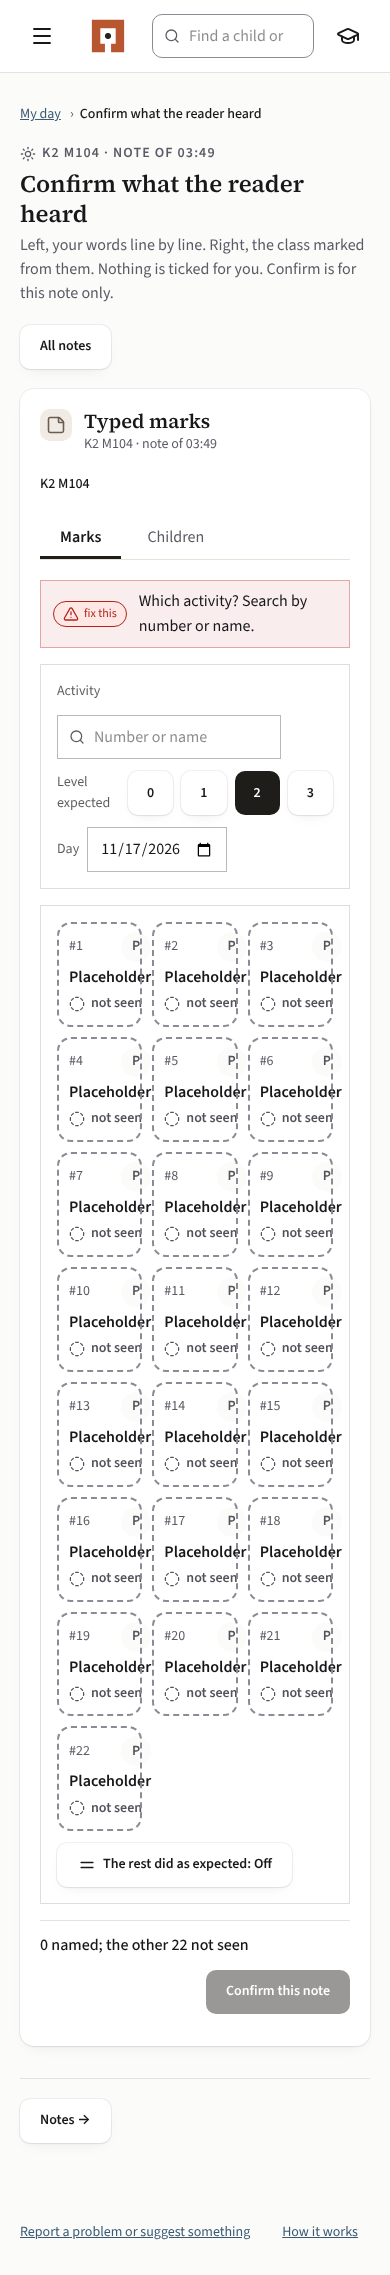 Find a child or
My day › Confirm what the reader heard
K2 M104 · NOTE OF 03:49
Confirm what the reader
heard
Left, your words line by line. Right, the class marked
from them. Nothing is ticked for you. Confirm is for
this note only.
All notes
Typed marks
K2 M104 · note of 03:49
K2 M104
Marks Children
fix this
Which activity? Search by
number or name.
Activity
Number or name
Level
expected
0 1 2 3
Day 11/17/2026
#1 P #2 P #3 P
Placeholder Placeholder Placeholder
not seen not seen not seen
#4 P #5 P #6 P
Placeholder Placeholder Placeholder
not seen not seen not seen
#7 P #8 P #9 P
Placeholder Placeholder Placeholder
not seen not seen not seen
#10 P #11 P #12 P
Placeholder Placeholder Placeholder
not seen not seen not seen
#13 P #14 P #15 P
Placeholder Placeholder Placeholder
not seen not seen not seen
#16 P #17 P #18 P
Placeholder Placeholder Placeholder
not seen not seen not seen
#19 P #20 P #21 P
Placeholder Placeholder Placeholder
not seen not seen not seen
#22 P
Placeholder
not seen
The rest did as expected: Off
0 named; the other 22 not seen
Confirm this note
Notes →
Report a problem or suggest something How it works